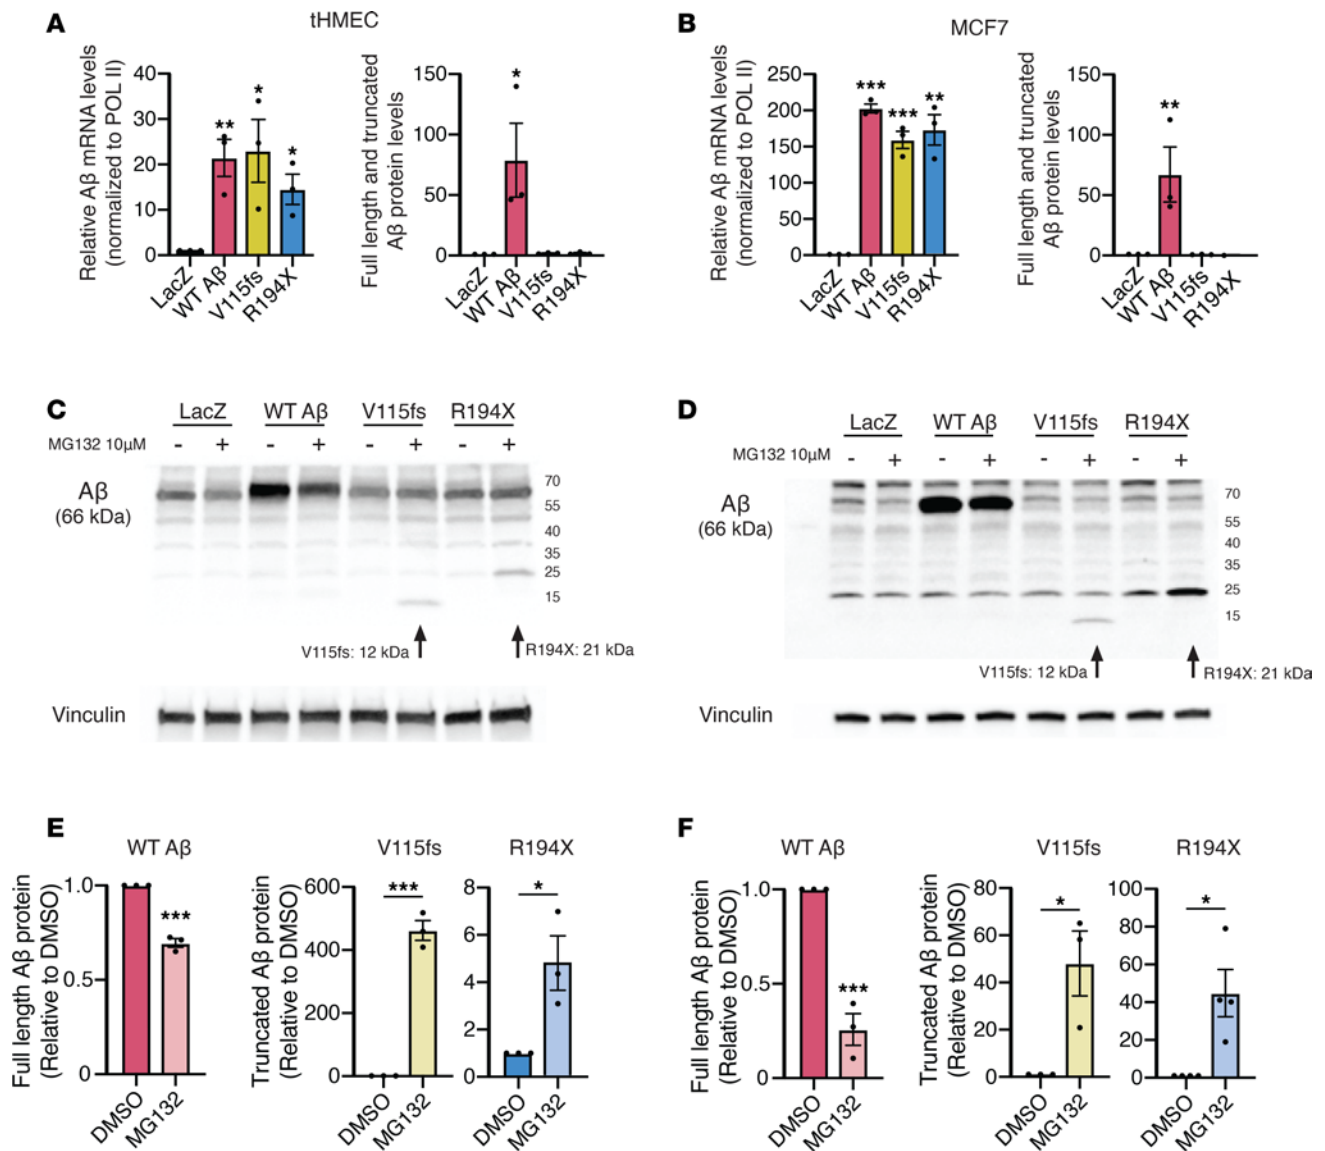 A
tHMEC
Relative Aβ mRNA levels
(normalized to POL II)
40
30
20
10
0
**
*
*
LacZ
WT Aβ
V115fs
R194X
Full length and truncated
Aβ protein levels
150
100
50
0
*
LacZ
WT Aβ
V115fs
R194X
B
MCF7
Relative Aβ mRNA levels
(normalized to POL II)
250
200
150
100
50
0
***
***
**
LacZ
WT Aβ
V115fs
R194X
Full length and truncated
Aβ protein levels
150
100
50
0
**
LacZ
WT Aβ
V115fs
R194X
C
LacZ WT Aβ V115fs R194X
MG132 10µM - + - + - + - +
Aβ
(66 kDa)
70
55
40
35
25
15
V115fs: 12 kDa
R194X: 21 kDa
Vinculin
D
LacZ WT Aβ V115fs R194X
MG132 10µM - + - + - + - +
Aβ
(66 kDa)
70
55
40
35
25
15
V115fs: 12 kDa
R194X: 21 kDa
Vinculin
E
WT Aβ
Full length Aβ protein
(Relative to DMSO)
1.0
0.5
0
***
DMSO
MG132
V115fs
Truncated Aβ protein
(Relative to DMSO)
600
400
200
0
***
DMSO
MG132
R194X
8
6
4
2
0
*
DMSO
MG132
F
WT Aβ
Full length Aβ protein
(Relative to DMSO)
1.0
0.5
0
***
DMSO
MG132
V115fs
Truncated Aβ protein
(Relative to DMSO)
80
60
40
20
0
*
DMSO
MG132
R194X
100
80
60
40
20
0
*
DMSO
MG132